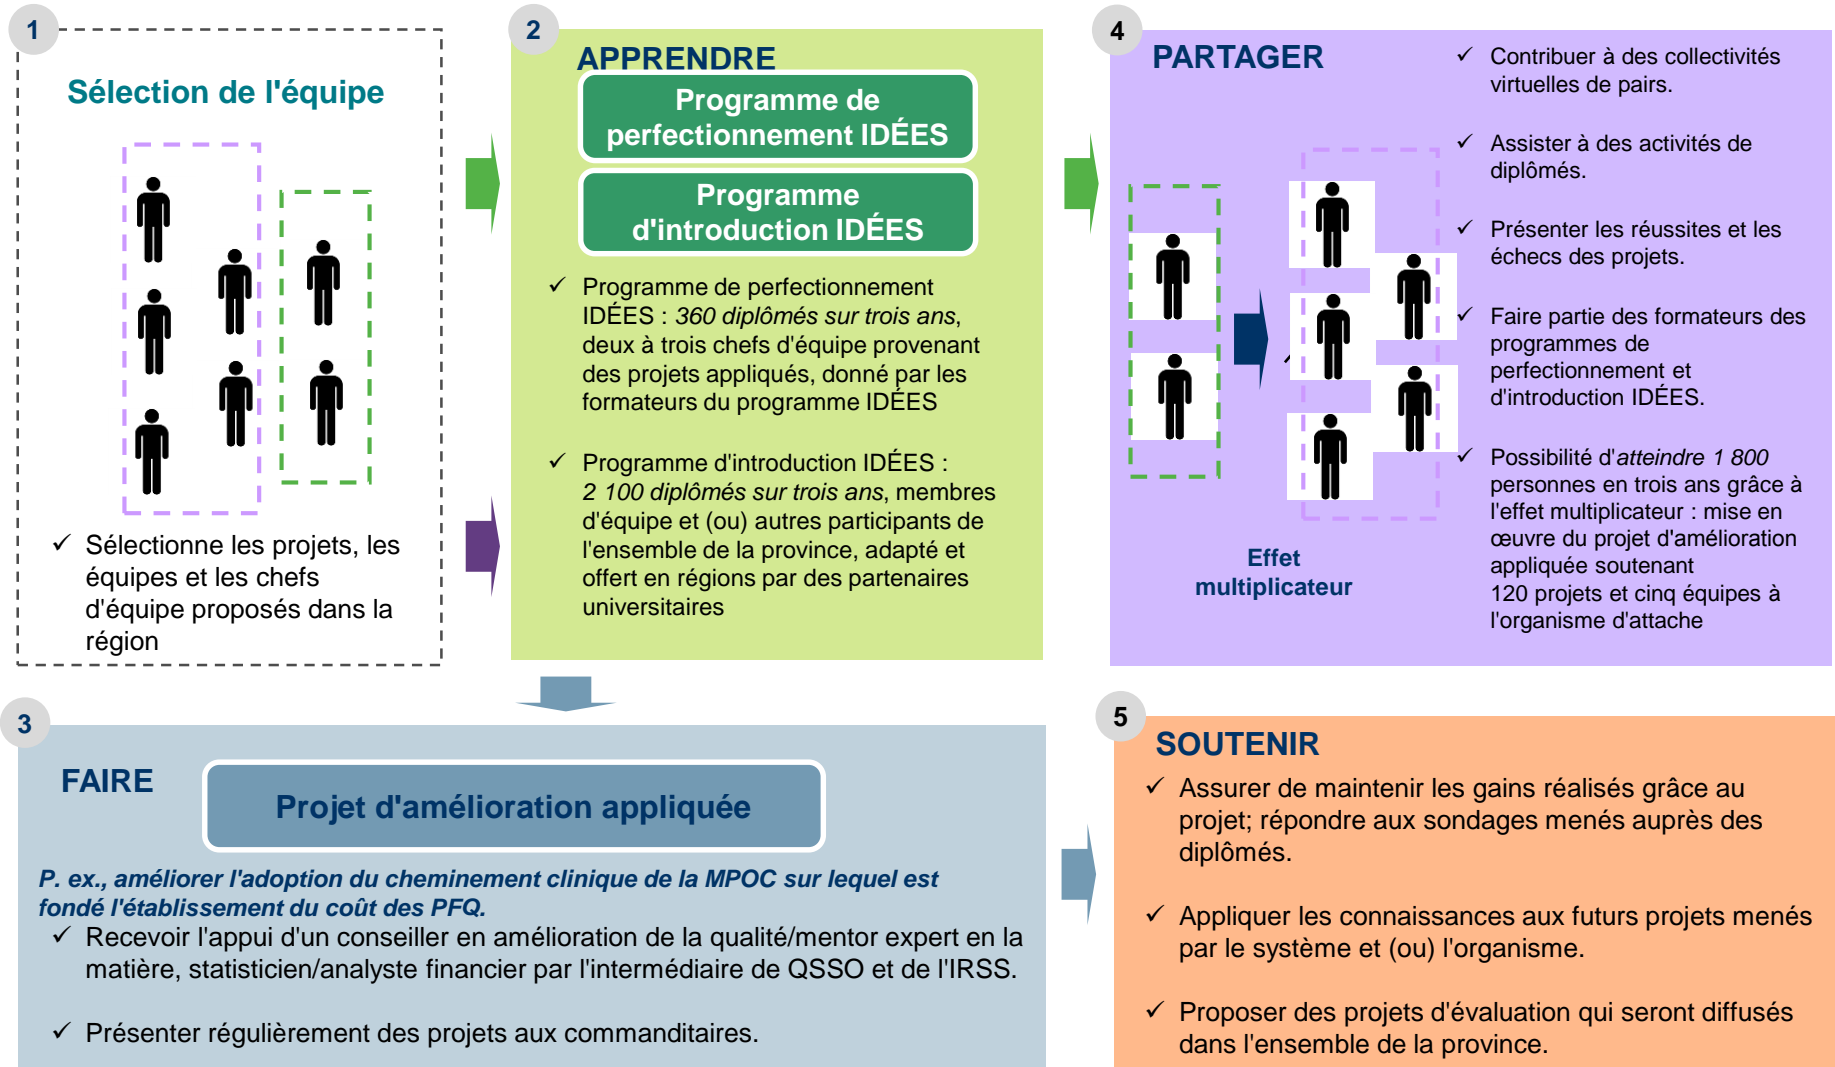 1
Sélection de l'équipe
✓ Sélectionne les projets, les
équipes et les chefs
d'équipe proposés dans la
région
2
APPRENDRE
Programme de
perfectionnement IDÉES
Programme
d'introduction IDÉES
✓ Programme de perfectionnement
IDÉES : 360 diplômés sur trois ans,
deux à trois chefs d'équipe provenant
des projets appliqués, donné par les
formateurs du programme IDÉES
✓ Programme d'introduction IDÉES :
2 100 diplômés sur trois ans, membres
d'équipe et (ou) autres participants de
l'ensemble de la province, adapté et
offert en régions par des partenaires
universitaires
3
FAIRE
Projet d'amélioration appliquée
P. ex., améliorer l'adoption du cheminement clinique de la MPOC sur lequel est
fondé l'établissement du coût des PFQ.
✓ Recevoir l'appui d'un conseiller en amélioration de la qualité/mentor expert en la
matière, statisticien/analyste financier par l'intermédiaire de QSSO et de l'IRSS.
✓ Présenter régulièrement des projets aux commanditaires.
4
PARTAGER
Effet
multiplicateur
✓ Contribuer à des collectivités
virtuelles de pairs.
✓ Assister à des activités de
diplômés.
✓ Présenter les réussites et les
échecs des projets.
✓ Faire partie des formateurs des
programmes de
perfectionnement et
d'introduction IDÉES.
✓ Possibilité d'atteindre 1 800
personnes en trois ans grâce à
l'effet multiplicateur : mise en
œuvre du projet d'amélioration
appliquée soutenant
120 projets et cinq équipes à
l'organisme d'attache
5
SOUTENIR
✓ Assurer de maintenir les gains réalisés grâce au
projet; répondre aux sondages menés auprès des
diplômés.
✓ Appliquer les connaissances aux futurs projets menés
par le système et (ou) l'organisme.
✓ Proposer des projets d'évaluation qui seront diffusés
dans l'ensemble de la province.